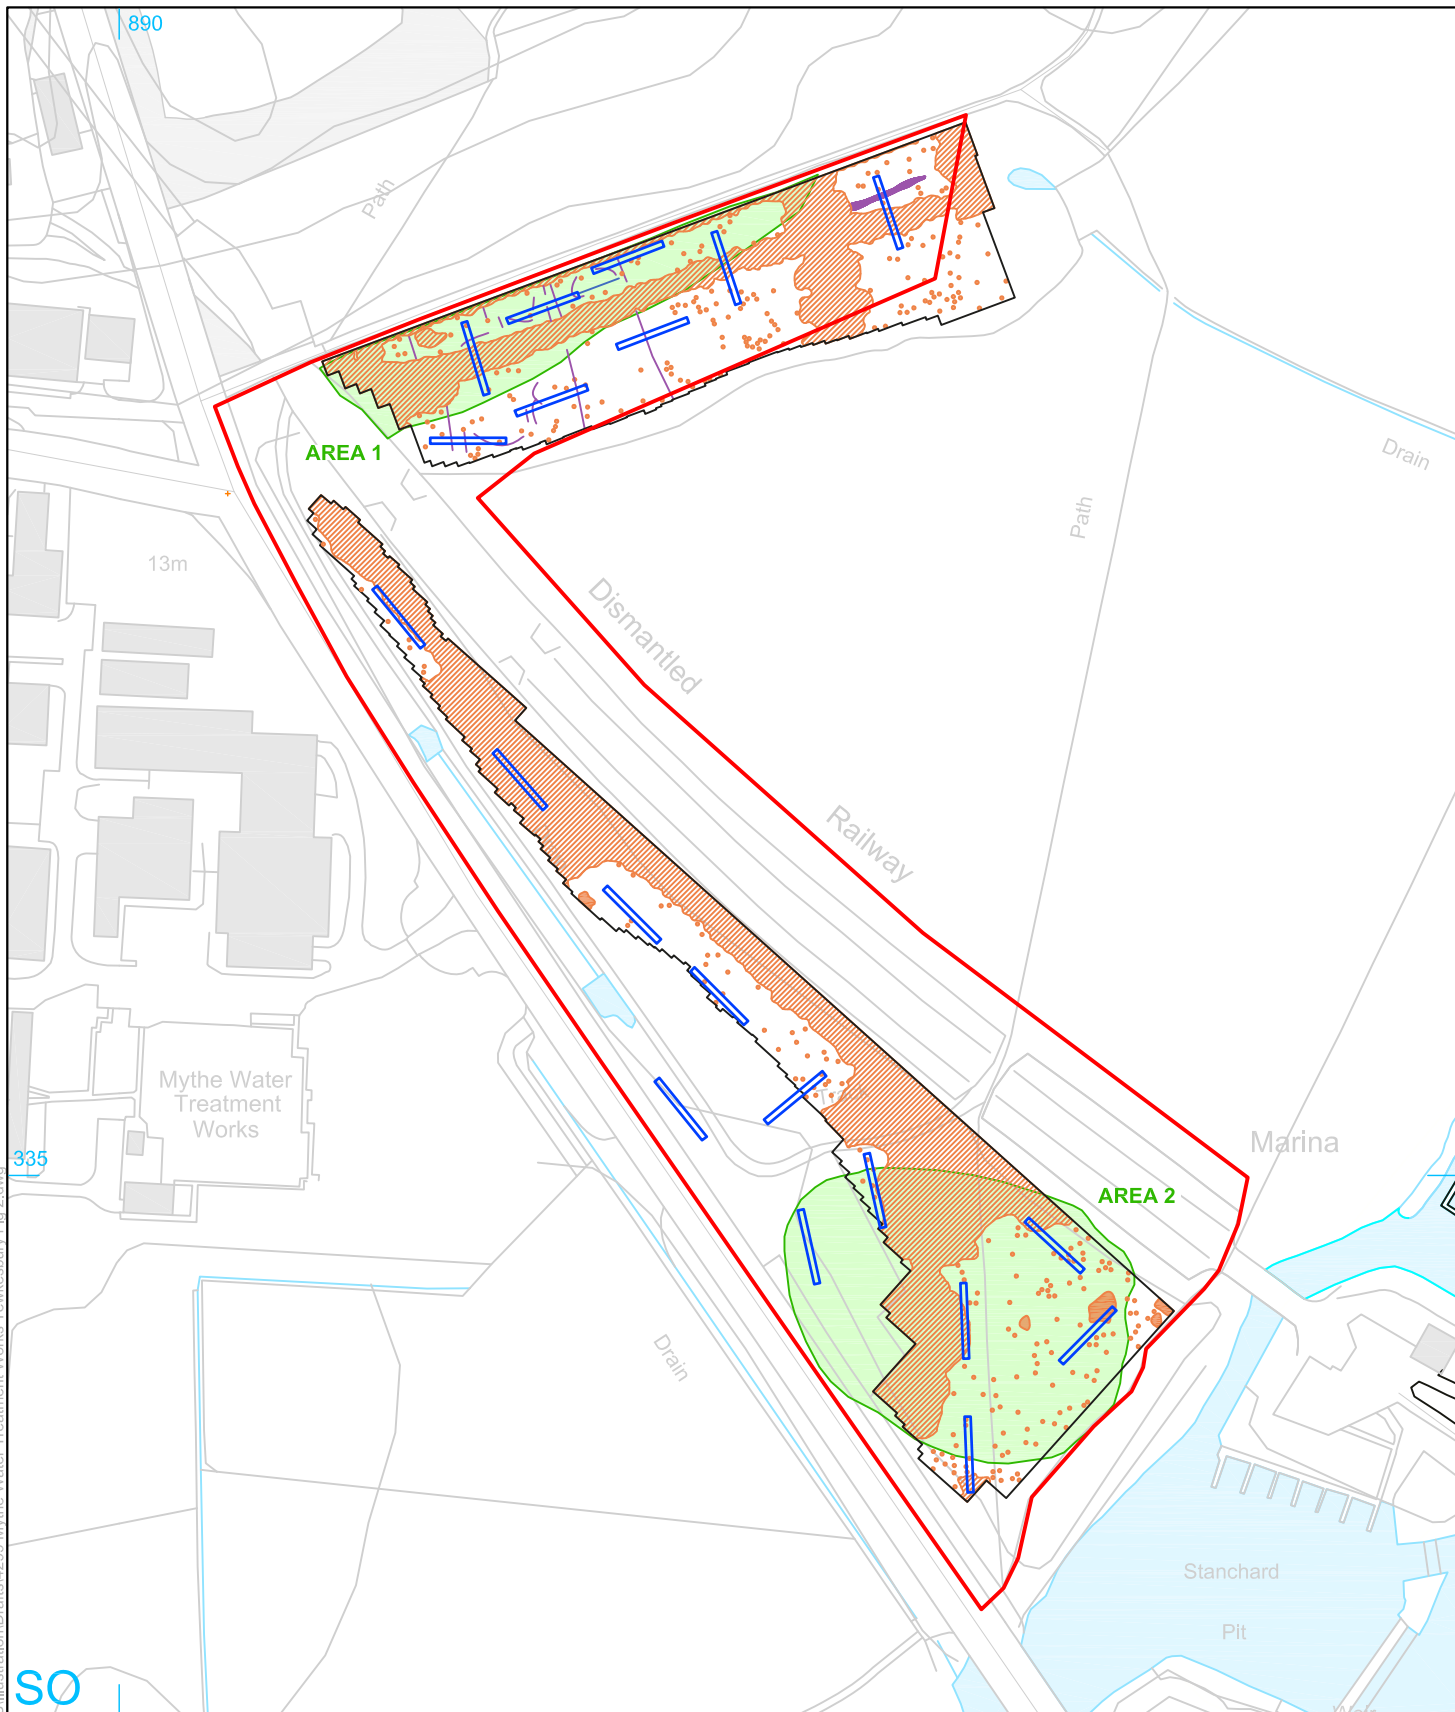 890
Path
AREA 1
13m
Dismantled
Path
Drain
Railway
Mythe Water
Treatment
Works
335
Marina
AREA 2
Drain
Stanchard
Pit
SO